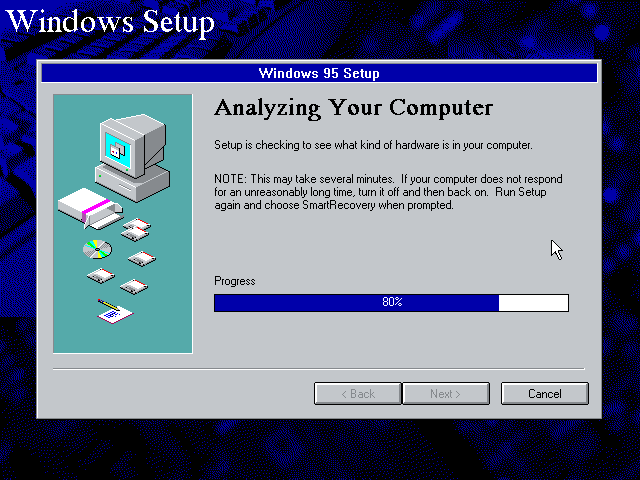 Windows Setup
Windows 95 Setup
Analyzing Your Computer
Setup is checking to see what kind of hardware is in your computer.
NOTE: This may take several minutes. If your computer does not respond
for an unreasonably long time, turn it off and then back on. Run Setup
again and choose SmartRecovery when prompted.
Progress
80%
< Back
Next >
Cancel